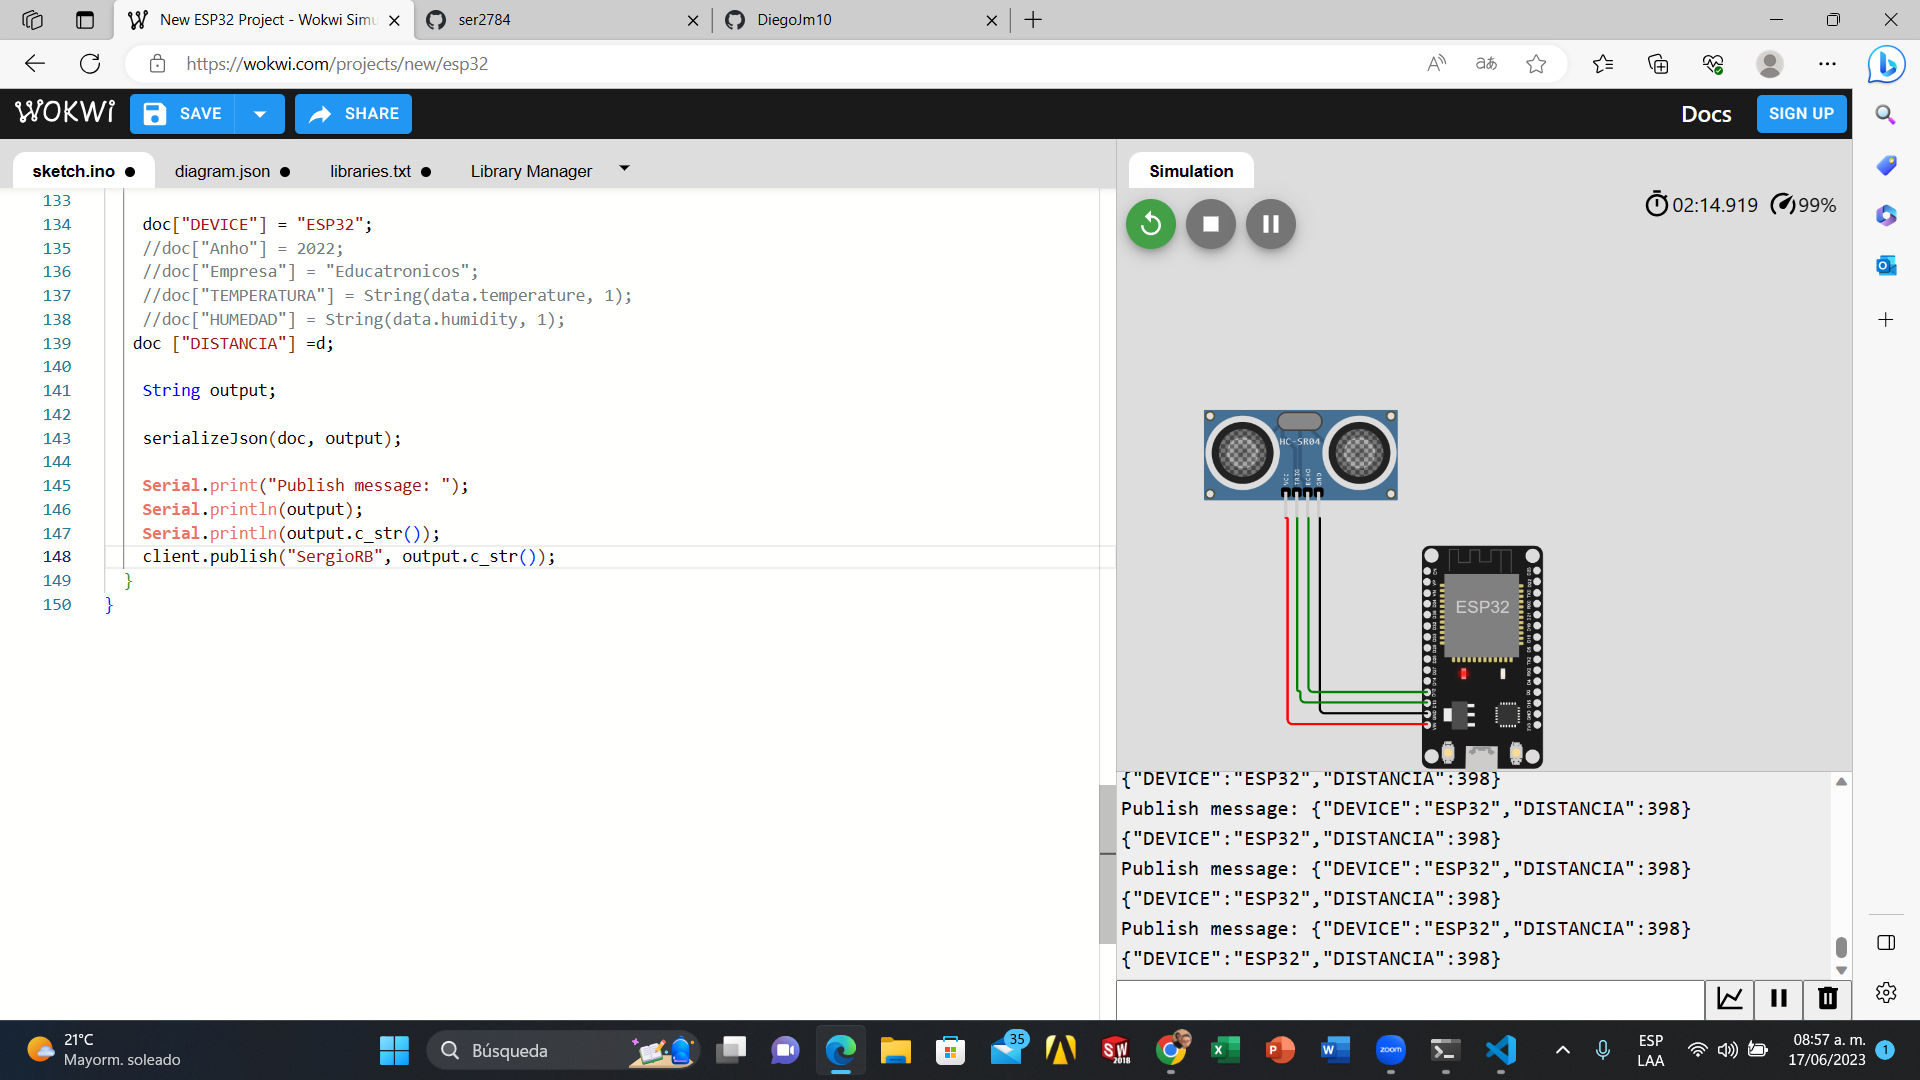 New ESP32 Project - Wokwi Simu
ser2784
DiegoJm10
https://wokwi.com/projects/new/esp32
WOKWi
SAVE
SHARE
Docs
SIGN UP
sketch.ino
diagram.json
libraries.txt
Library Manager
Simulation
02:14.919
99%
133
134 doc["DEVICE"] = "ESP32";
135 //doc["Anho"] = 2022;
136 //doc["Empresa"] = "Educatronicos";
137 //doc["TEMPERATURA"] = String(data.temperature, 1);
138 //doc["HUMEDAD"] = String(data.humidity, 1);
139 doc ["DISTANCIA"] =d;
140
141 String output;
142
143 serializeJson(doc, output);
144
145 Serial.print("Publish message: ");
146 Serial.println(output);
147 Serial.println(output.c_str());
148 client.publish("SergioRB", output.c_str());
149 }
150 }
HC-SR04
VCC
TRIG
ECHO
GND
ESP32
{"DEVICE":"ESP32","DISTANCIA":398}
Publish message: {"DEVICE":"ESP32","DISTANCIA":398}
{"DEVICE":"ESP32","DISTANCIA":398}
Publish message: {"DEVICE":"ESP32","DISTANCIA":398}
{"DEVICE":"ESP32","DISTANCIA":398}
Publish message: {"DEVICE":"ESP32","DISTANCIA":398}
{"DEVICE":"ESP32","DISTANCIA":398}
21°C
Mayorm. soleado
Búsqueda
35
SW
2018
zoom
ESP
LAA
08:57 a. m.
17/06/2023
1